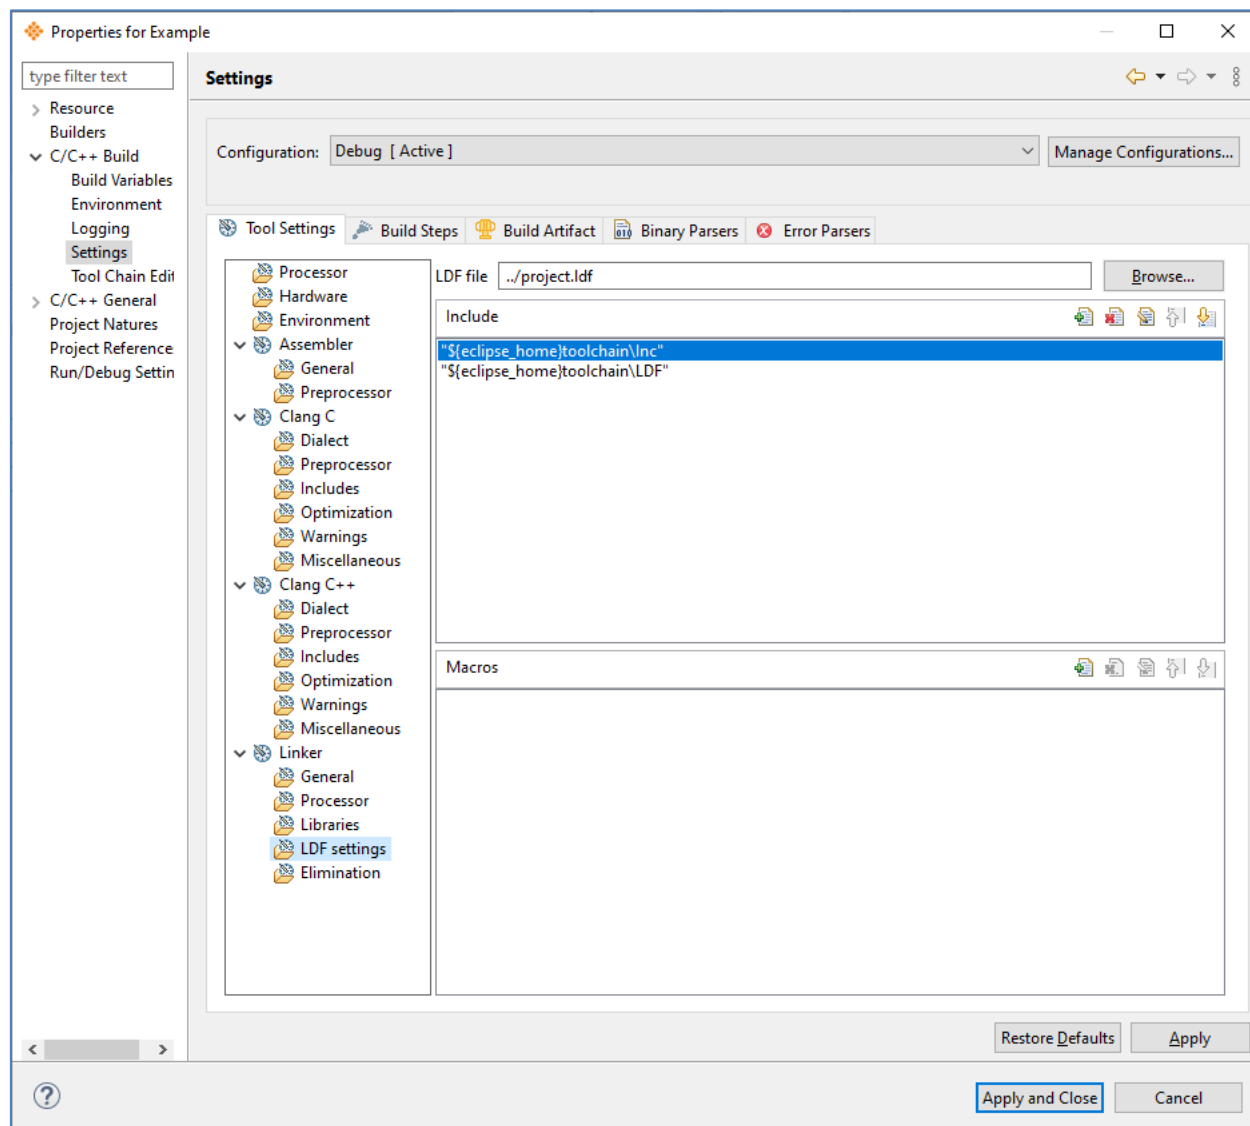 Properties for Example
type filter text
Resource
Builders
C/C++ Build
Build Variables
Environment
Logging
Settings
Tool Chain Edit
C/C++ General
Project Natures
Project Reference
Run/Debug Settin
Settings
Configuration:
Debug [ Active ]
Manage Configurations...
Tool Settings
Build Steps
Build Artifact
Binary Parsers
Error Parsers
Processor
Hardware
Environment
Assembler
General
Preprocessor
Clang C
Dialect
Preprocessor
Includes
Optimization
Warnings
Miscellaneous
Clang C++
Dialect
Preprocessor
Includes
Optimization
Warnings
Miscellaneous
Linker
General
Processor
Libraries
LDF settings
Elimination
LDF file
../project.ldf
Browse...
Include
"${eclipse_home}toolchain\Inc"
"${eclipse_home}toolchain\LDF"
Macros
Restore Defaults
Apply
Apply and Close
Cancel